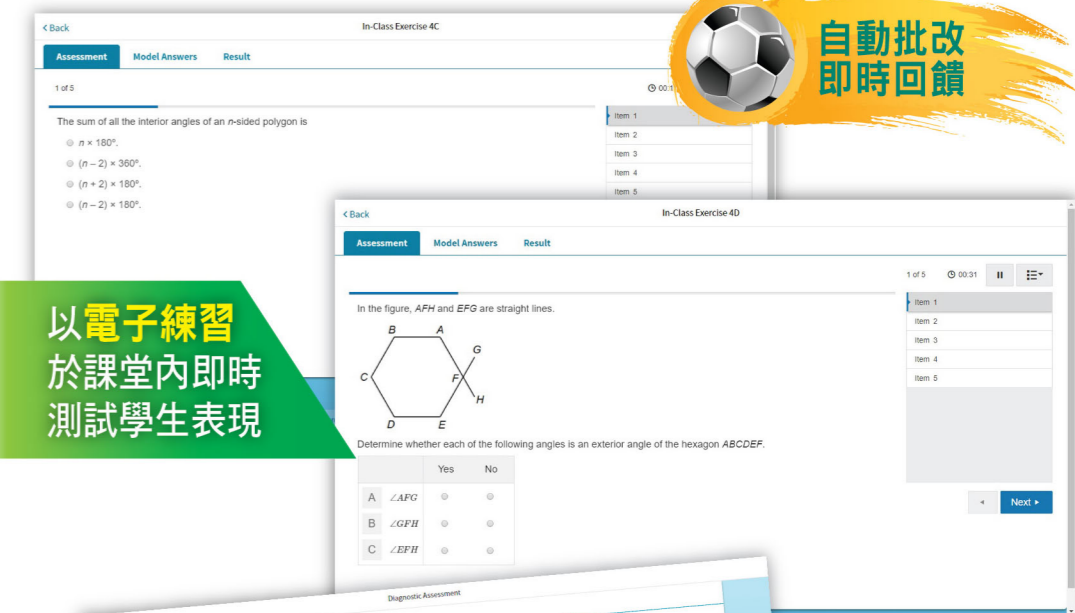 < Back
In-Class Exercise 4C
自動批改
即時回饋
Assessment Model Answers Result
1 of 5
The sum of all the interior angles of an n-sided polygon is
n × 180°.
(n – 2) × 360°.
(n + 2) × 180°.
(n – 2) × 180°.
Item 1
Item 2
Item 3
Item 4
Item 5
以電子練習
於課堂內即時
測試學生表現
< Back
In-Class Exercise 4D
Assessment Model Answers Result
1 of 5 00:31
In the figure, AFH and EFG are straight lines.
B A
G
C F
H
D E
Determine whether each of the following angles is an exterior angle of the hexagon ABCDEF.
Yes No
A ∠AFG
B ∠GFH
C ∠EFH
Item 1
Item 2
Item 3
Item 4
Item 5
Next
Diagnostic Assessment